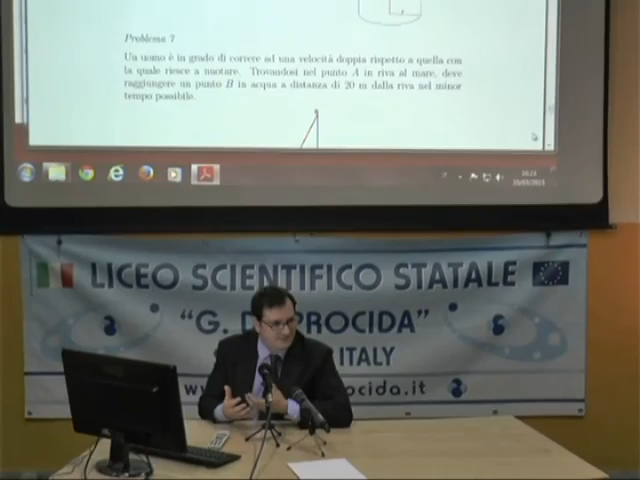 Problema 7
Un uomo è in grado di correre ad una velocità doppia rispetto a quella con
la quale riesce a nuotare. Trovandosi nel punto A in riva al mare, deve
raggiungere un punto B in acqua a distanza di 20 m dalla riva nel minor
tempo possibile.
LICEO SCIENTIFICO STATALE
"G. D PROCIDA"
ITALY
www. rocida.it